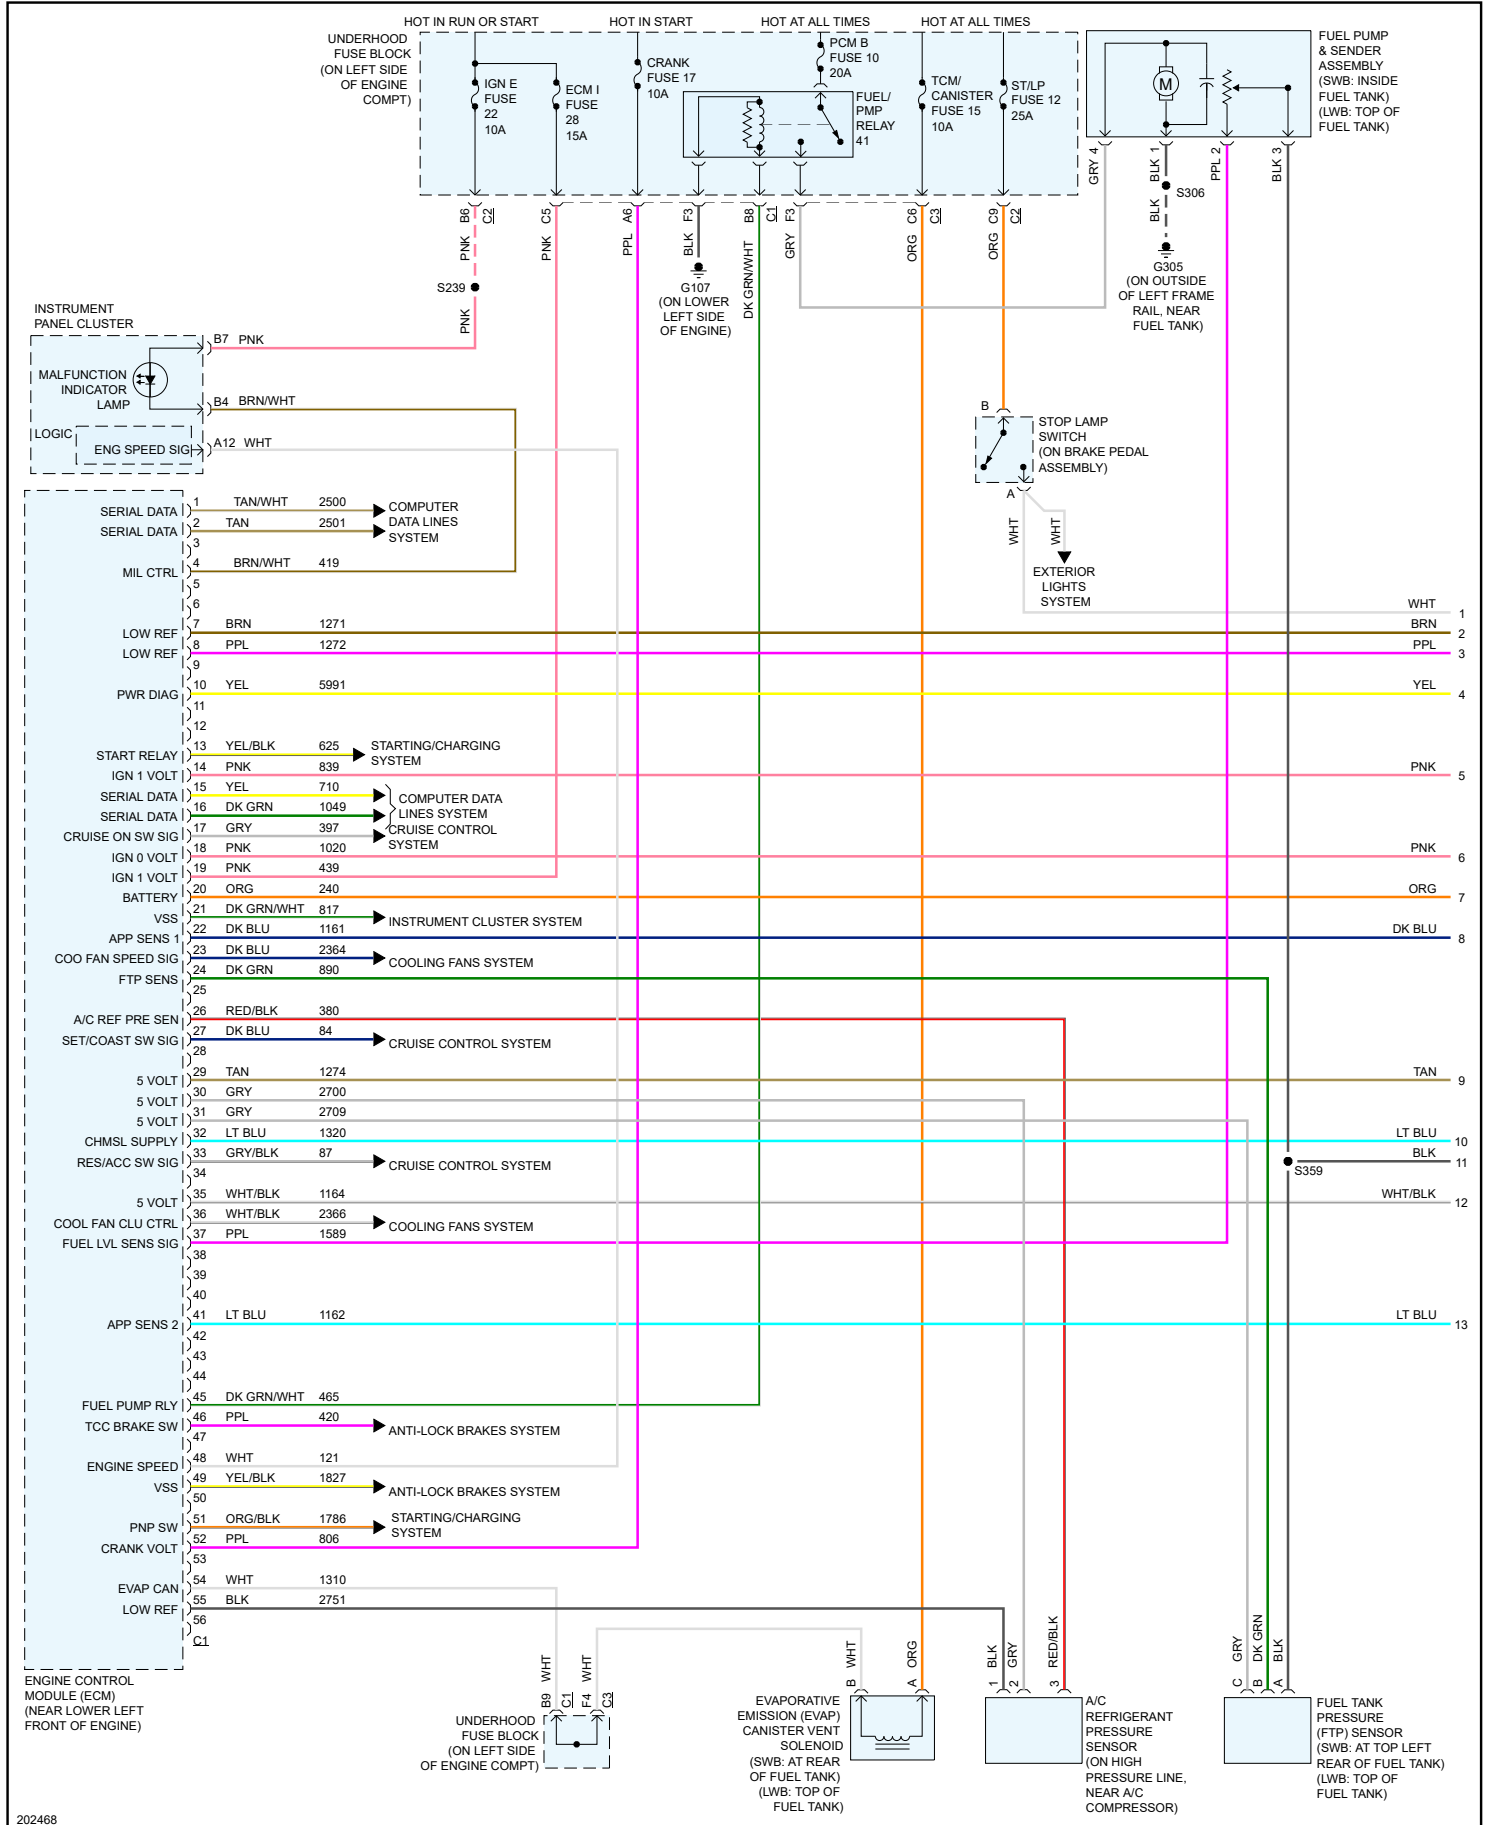 HOT IN RUN OR START
HOT IN START
HOT AT ALL TIMES
HOT AT ALL TIMES
UNDERHOOD
FUSE BLOCK
(ON LEFT SIDE
OF ENGINE
COMPT)
IGN E
FUSE
22
10A
ECM I
FUSE
28
15A
CRANK
FUSE 17
10A
PCM B
FUSE 10
20A
FUEL/
PMP
RELAY
41
TCM/
CANISTER
FUSE 15
10A
ST/LP
FUSE 12
25A
M
FUEL PUMP
& SENDER
ASSEMBLY
(SWB: INSIDE
FUEL TANK)
(LWB: TOP OF
FUEL TANK)
GRY 4
BLK 1
PPL 2
BLK 3
S306
BLK
G305
(ON OUTSIDE
OF LEFT FRAME
RAIL, NEAR
FUEL TANK)
B6
C2
C5
A6
F3
B8
C1
F3
C6
C3
C9
C2
PNK
PNK
PPL
BLK
DK GRN/WHT
GRY
ORG
ORG
S239
PNK
G107
(ON LOWER
LEFT SIDE
OF ENGINE)
INSTRUMENT
PANEL CLUSTER
B7 PNK
MALFUNCTION
INDICATOR
LAMP
B4 BRN/WHT
LOGIC
ENG SPEED SIG
A12 WHT
B
STOP LAMP
SWITCH
(ON BRAKE PEDAL
ASSEMBLY)
A
WHT
WHT
EXTERIOR
LIGHTS
SYSTEM
SERIAL DATA 1 TAN/WHT 2500
SERIAL DATA 2 TAN 2501
COMPUTER
DATA LINES
SYSTEM
3
MIL CTRL 4 BRN/WHT 419
5
6
WHT 1
LOW REF 7 BRN 1271 BRN 2
LOW REF 8 PPL 1272 PPL 3
9
PWR DIAG 10 YEL 5991 YEL 4
11
12
START RELAY 13 YEL/BLK 625
STARTING/CHARGING
SYSTEM
IGN 1 VOLT 14 PNK 839 PNK 5
SERIAL DATA 15 YEL 710
SERIAL DATA 16 DK GRN 1049
COMPUTER DATA
LINES SYSTEM
CRUISE ON SW SIG 17 GRY 397
CRUISE CONTROL
SYSTEM
IGN 0 VOLT 18 PNK 1020 PNK 6
IGN 1 VOLT 19 PNK 439
BATTERY 20 ORG 240 ORG 7
VSS 21 DK GRN/WHT 817 INSTRUMENT CLUSTER SYSTEM
APP SENS 1 22 DK BLU 1161 DK BLU 8
COO FAN SPEED SIG 23 DK BLU 2364 COOLING FANS SYSTEM
FTP SENS 24 DK GRN 890
25
A/C REF PRE SEN 26 RED/BLK 380
SET/COAST SW SIG 27 DK BLU 84 CRUISE CONTROL SYSTEM
28
5 VOLT 29 TAN 1274 TAN 9
5 VOLT 30 GRY 2700
5 VOLT 31 GRY 2709
CHMSL SUPPLY 32 LT BLU 1320 LT BLU 10
RES/ACC SW SIG 33 GRY/BLK 87 CRUISE CONTROL SYSTEM
BLK 11
S359
34
5 VOLT 35 WHT/BLK 1164 WHT/BLK 12
COOL FAN CLU CTRL 36 WHT/BLK 2366 COOLING FANS SYSTEM
FUEL LVL SENS SIG 37 PPL 1589
38
39
40
APP SENS 2 41 LT BLU 1162 LT BLU 13
42
43
44
FUEL PUMP RLY 45 DK GRN/WHT 465
TCC BRAKE SW 46 PPL 420 ANTI-LOCK BRAKES SYSTEM
47
ENGINE SPEED 48 WHT 121
VSS 49 YEL/BLK 1827 ANTI-LOCK BRAKES SYSTEM
50
PNP SW 51 ORG/BLK 1786
STARTING/CHARGING
SYSTEM
CRANK VOLT 52 PPL 806
53
EVAP CAN 54 WHT 1310
LOW REF 55 BLK 2751
56
C1
ENGINE CONTROL
MODULE (ECM)
(NEAR LOWER LEFT
FRONT OF ENGINE)
WHT
WHT
B9
C1
F4
C3
UNDERHOOD
FUSE BLOCK
(ON LEFT SIDE
OF ENGINE COMPT)
WHT
ORG
B
A
EVAPORATIVE
EMISSION (EVAP)
CANISTER VENT
SOLENOID
(SWB: AT REAR
OF FUEL TANK)
(LWB: TOP OF
FUEL TANK)
BLK
GRY
RED/BLK
1
2
3
A/C
REFRIGERANT
PRESSURE
SENSOR
(ON HIGH
PRESSURE LINE,
NEAR A/C
COMPRESSOR)
GRY
DK GRN
BLK
C
B
A
FUEL TANK
PRESSURE
(FTP) SENSOR
(SWB: AT TOP LEFT
REAR OF FUEL TANK)
(LWB: TOP OF
FUEL TANK)
202468